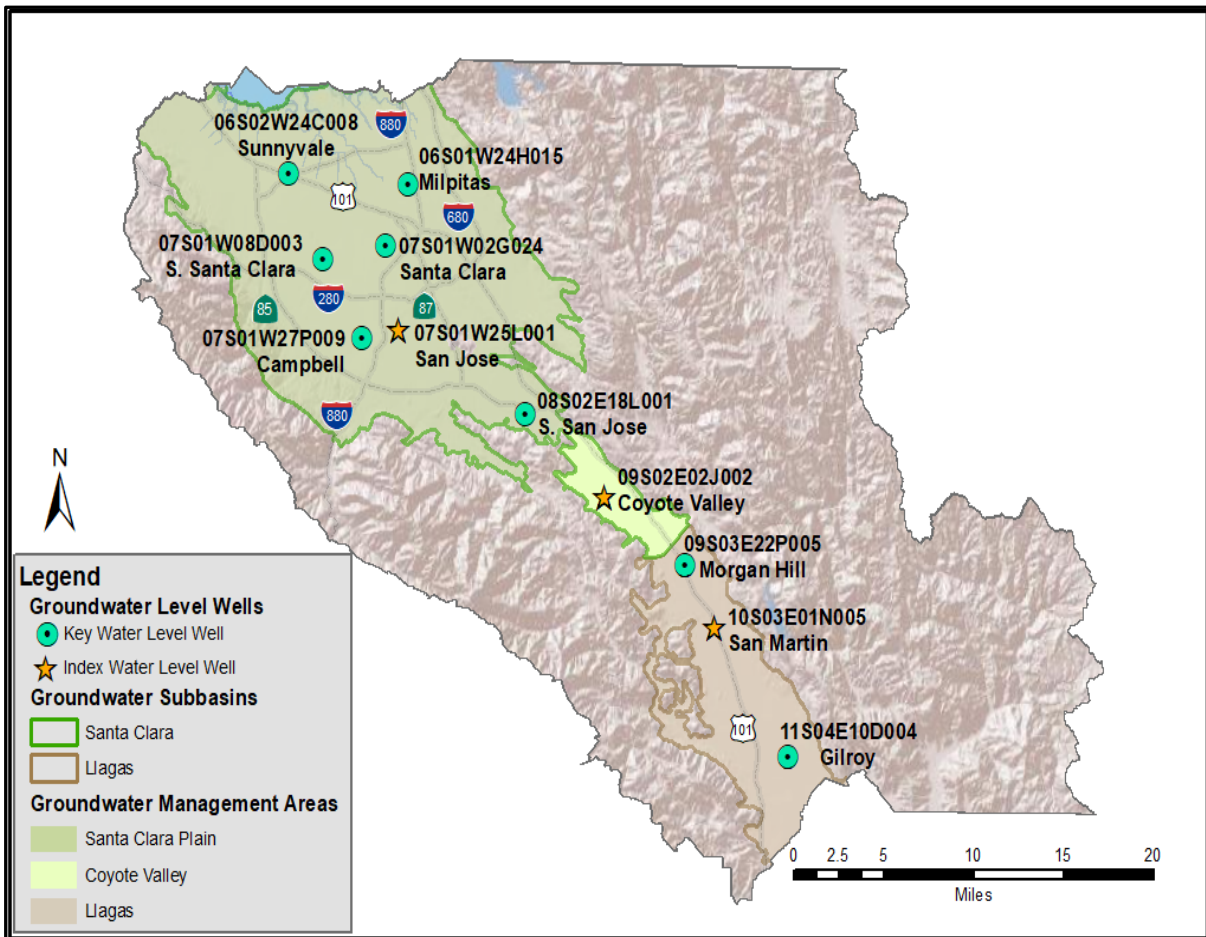 880
06S02W24C008
Sunnyvale
06S01W24H015
Milpitas
101
680
07S01W08D003
S. Santa Clara
07S01W02G024
Santa Clara
280
85
87
07S01W27P009
Campbell
07S01W25L001
San Jose
880
08S02E18L001
S. San Jose
N
09S02E02J002
Coyote Valley
09S03E22P005
Morgan Hill
10S03E01N005
San Martin
101
11S04E10D004
Gilroy
Legend
Groundwater Level Wells
Key Water Level Well
Index Water Level Well
Groundwater Subbasins
Santa Clara
Llagas
Groundwater Management Areas
Santa Clara Plain
Coyote Valley
Llagas
0 2.5 5 10 15 20
Miles